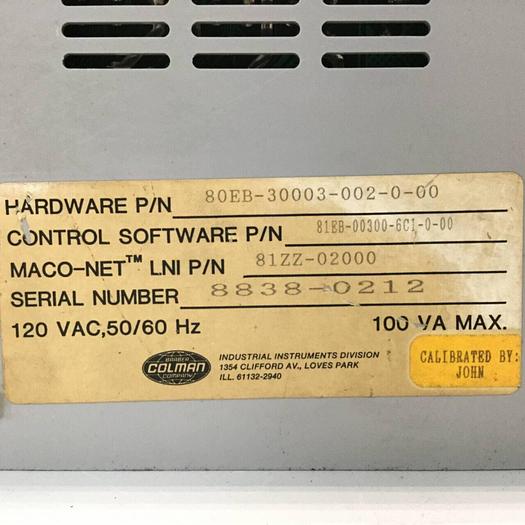 HARDWARE P/N 80EB-30003-002-0-00
CONTROL SOFTWARE P/N 81EB-00300-6C1-0-00
MACO-NET™ LNI P/N 81ZZ-02000
SERIAL NUMBER 8838-0212
120 VAC,50/60 Hz 100 VA MAX.
BARBER
COLMAN
COMPANY
INDUSTRIAL INSTRUMENTS DIVISION
1354 CLIFFORD AV., LOVES PARK
ILL. 61132-2940
CALIBRATED BY:
JOHN